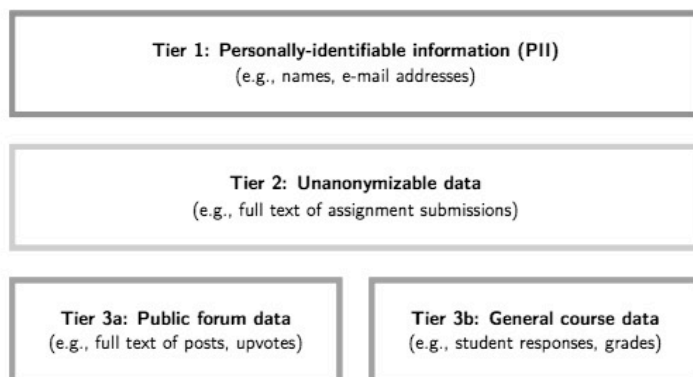 Tier 1: Personally-identifiable information (PII)
(e.g., names, e-mail addresses)
Tier 2: Unanonymizable data
(e.g., full text of assignment submissions)
Tier 3a: Public forum data
(e.g., full text of posts, upvotes)
Tier 3b: General course data
(e.g., student responses, grades)